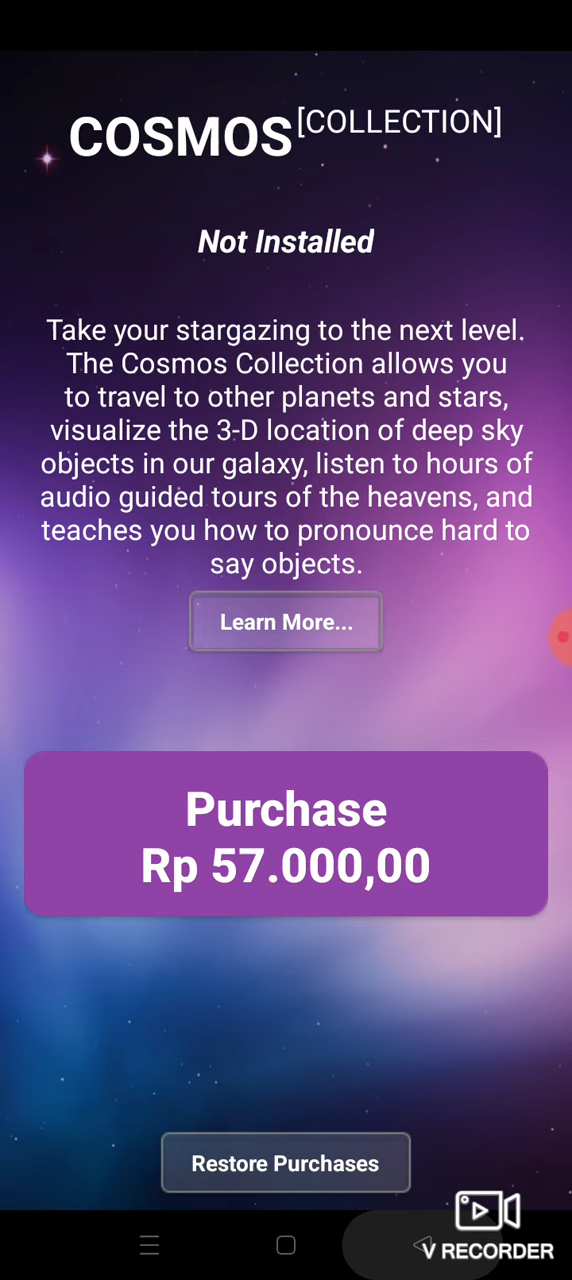 COSMOS[COLLECTION]
Not Installed
Take your stargazing to the next level.
The Cosmos Collection allows you
to travel to other planets and stars,
visualize the 3-D location of deep sky
objects in our galaxy, listen to hours of
audio guided tours of the heavens, and
teaches you how to pronounce hard to
say objects.
Learn More...
Purchase
Rp 57.000,00
Restore Purchases
V RECORDER